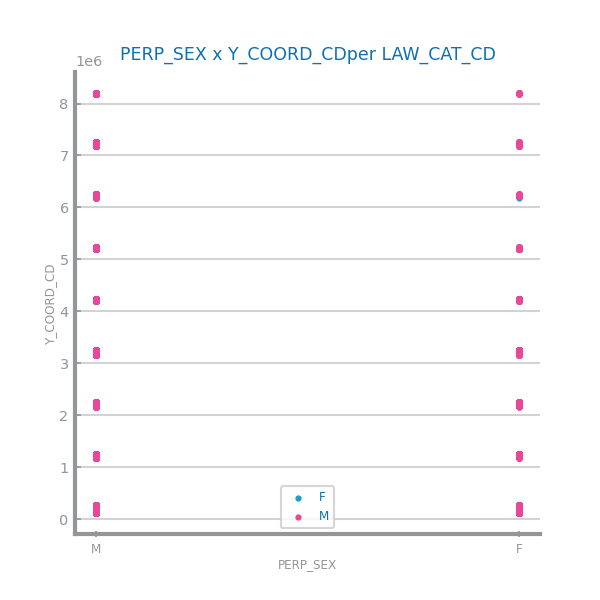 PERP_SEX x Y_COORD_CDper LAW_CAT_CD
1e6
8
7
6
5
4
3
2
1
0
Y_COORD_CD
F
M
M
F
PERP_SEX